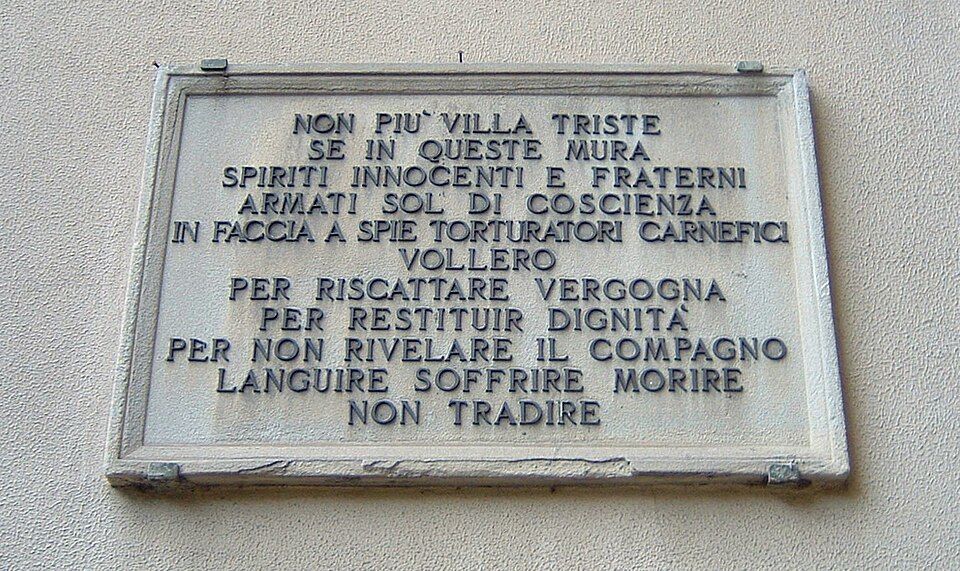 NON PIU' VILLA TRISTE
SE IN QUESTE MURA
SPIRITI INNOCENTI E FRATERNI
ARMATI SOL DI COSCIENZA
IN FACCIA A SPIE TORTURATORI CARNEFICI
VOLLERO
PER RISCATTARE VERGOGNA
PER RESTITUIR DIGNITÀ
PER NON RIVELARE IL COMPAGNO
LANGUIRE SOFFRIRE MORIRE
NON TRADIRE